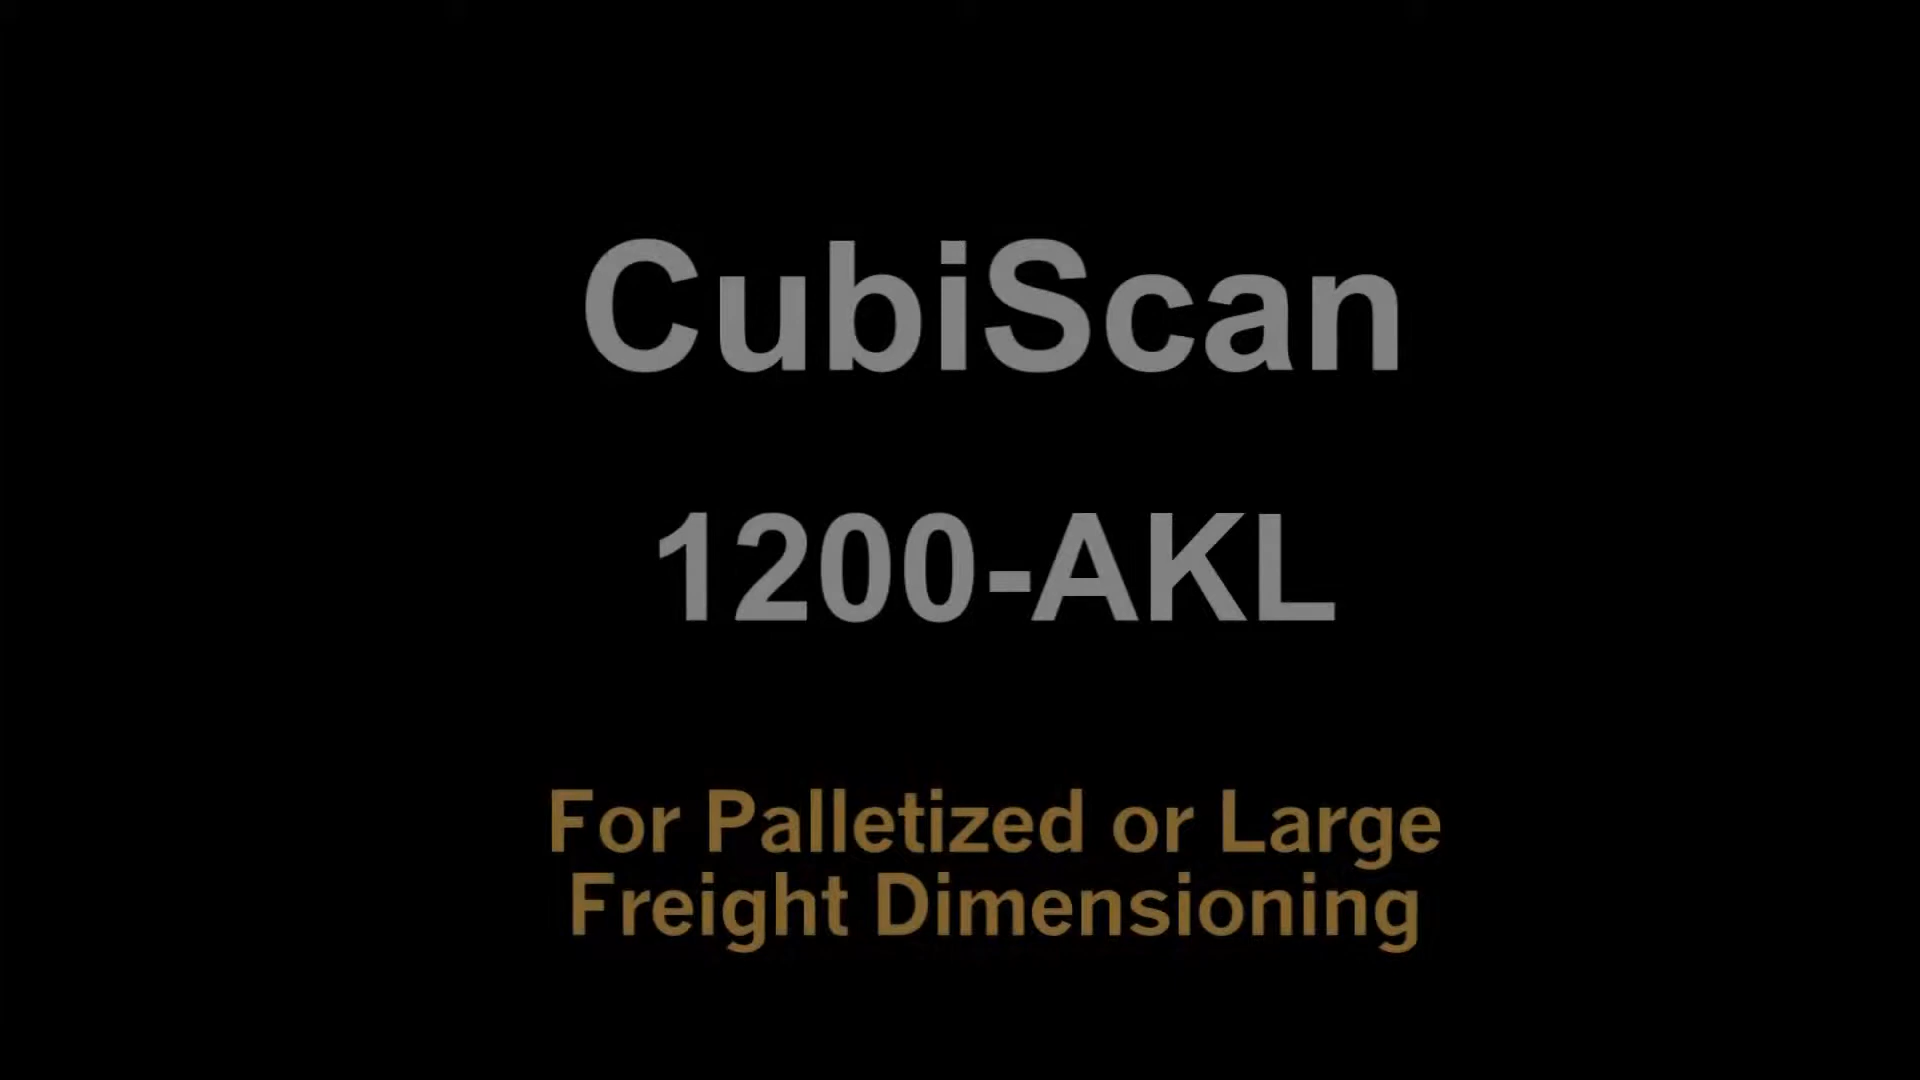 CubiScan
1200-AKL
For Palletized or Large
Freight Dimensioning